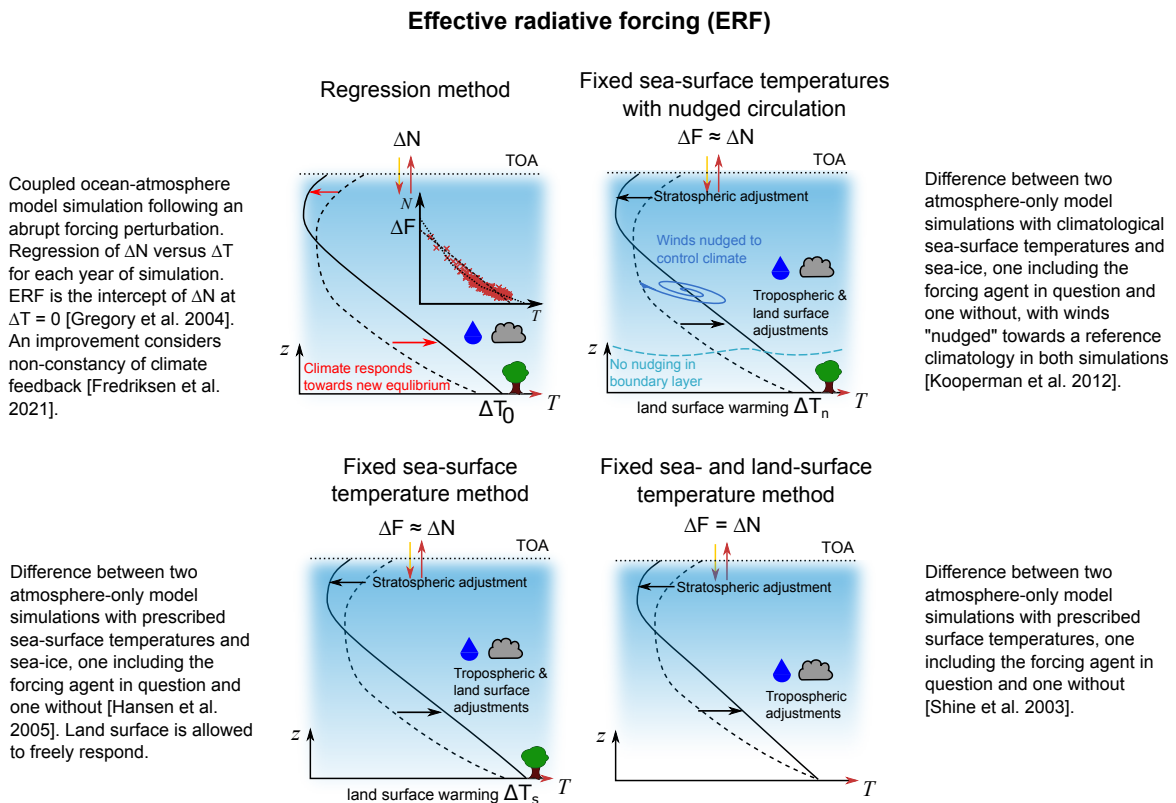 Effective radiative forcing (ERF)
Regression method
ΔN
TOA
N
ΔF
T
Climate responds
towards new equlibrium
z
ΔT0
T
Coupled ocean-atmosphere
model simulation following an
abrupt forcing perturbation.
Regression of ΔN versus ΔT
for each year of simulation.
ERF is the intercept of ΔN at
ΔT = 0 [Gregory et al. 2004].
An improvement considers
non-constancy of climate
feedback [Fredriksen et al.
2021].
Fixed sea-surface temperatures
with nudged circulation
ΔF ≈ ΔN
TOA
Stratospheric adjustment
Winds nudged to
control climate
Tropospheric &
land surface
adjustments
z
No nudging in
boundary layer
land surface warming ΔTn
T
Difference between two
atmosphere-only model
simulations with climatological
sea-surface temperatures and
sea-ice, one including the
forcing agent in question and
one without, with winds
"nudged" towards a reference
climatology in both simulations
[Kooperman et al. 2012].
Fixed sea-surface
temperature method
ΔF ≈ ΔN
TOA
Stratospheric adjustment
Tropospheric &
land surface
adjustments
z
land surface warming ΔTs
T
Difference between two
atmosphere-only model
simulations with prescribed
sea-surface temperatures and
sea-ice, one including the
forcing agent in question and
one without [Hansen et al.
2005]. Land surface is allowed
to freely respond.
Fixed sea- and land-surface
temperature method
ΔF = ΔN
TOA
Stratospheric adjustment
Tropospheric
adjustments
z
T
Difference between two
atmosphere-only model
simulations with prescribed
surface temperatures, one
including the forcing agent in
question and one without
[Shine et al. 2003].